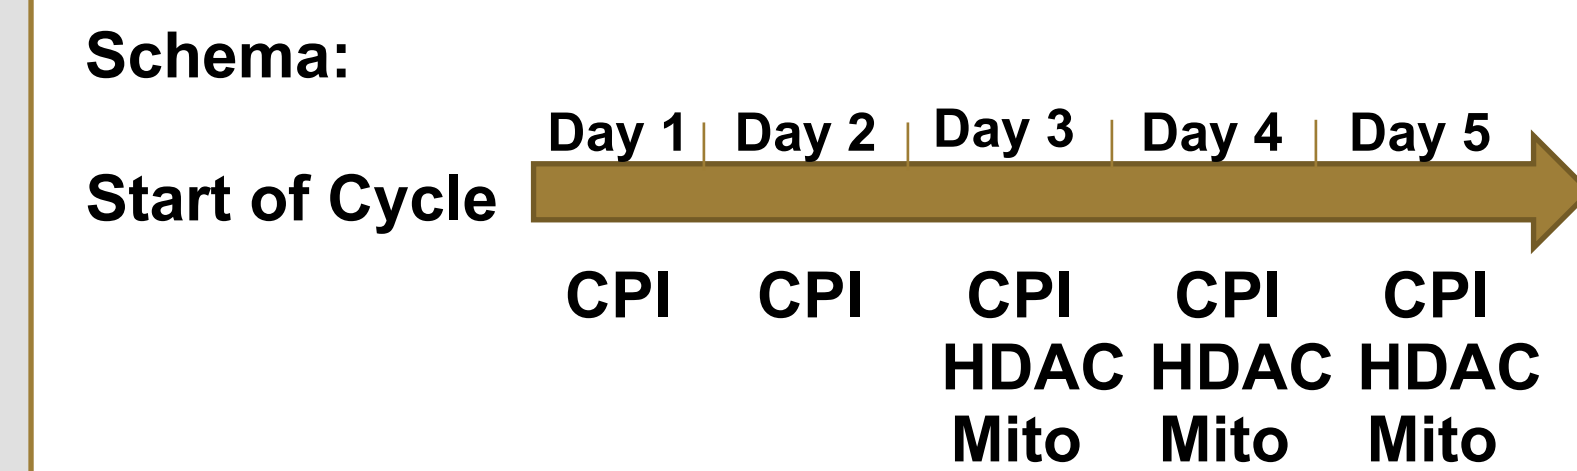 Schema:
Day 1 Day 2 Day 3 Day 4 Day 5
Start of Cycle
CPI CPI CPI CPI CPI
HDAC HDAC HDAC
Mito Mito Mito